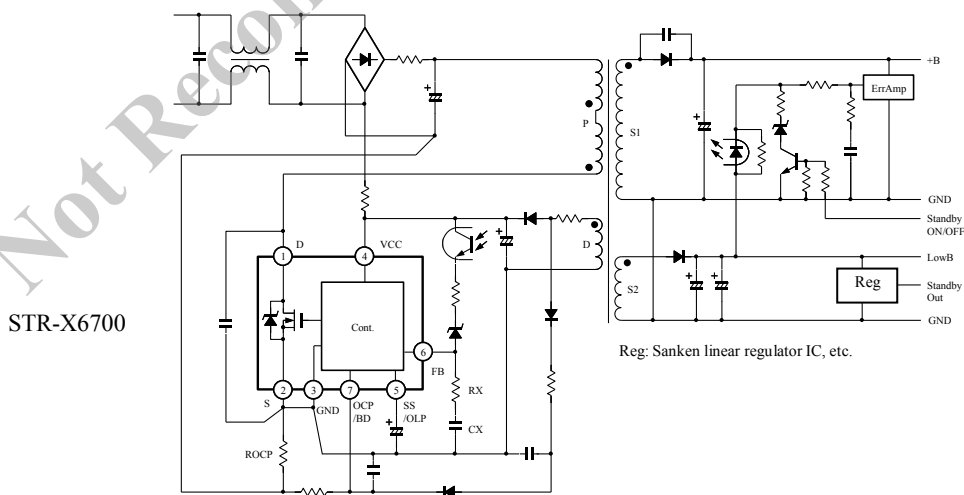 Not Recom
+B
ErrAmp
P
S1
GND
Standby
ON/OFF
D
VCC
D
1
4
LowB
S2
Reg
Standby
Out
GND
STR-X6700
Cont.
6
FB
Reg: Sanken linear regulator IC, etc.
2
3
7
5
RX
S
GND
OCP
/BD
SS
/OLP
CX
ROCP